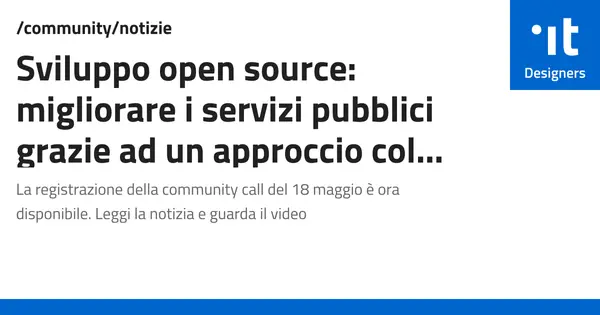 /community/notizie
Sviluppo open source:
migliorare i servizi pubblici
grazie ad un approccio col...
La registrazione della community call del 18 maggio è ora
disponibile. Leggi la notizia e guarda il video
it
Designers